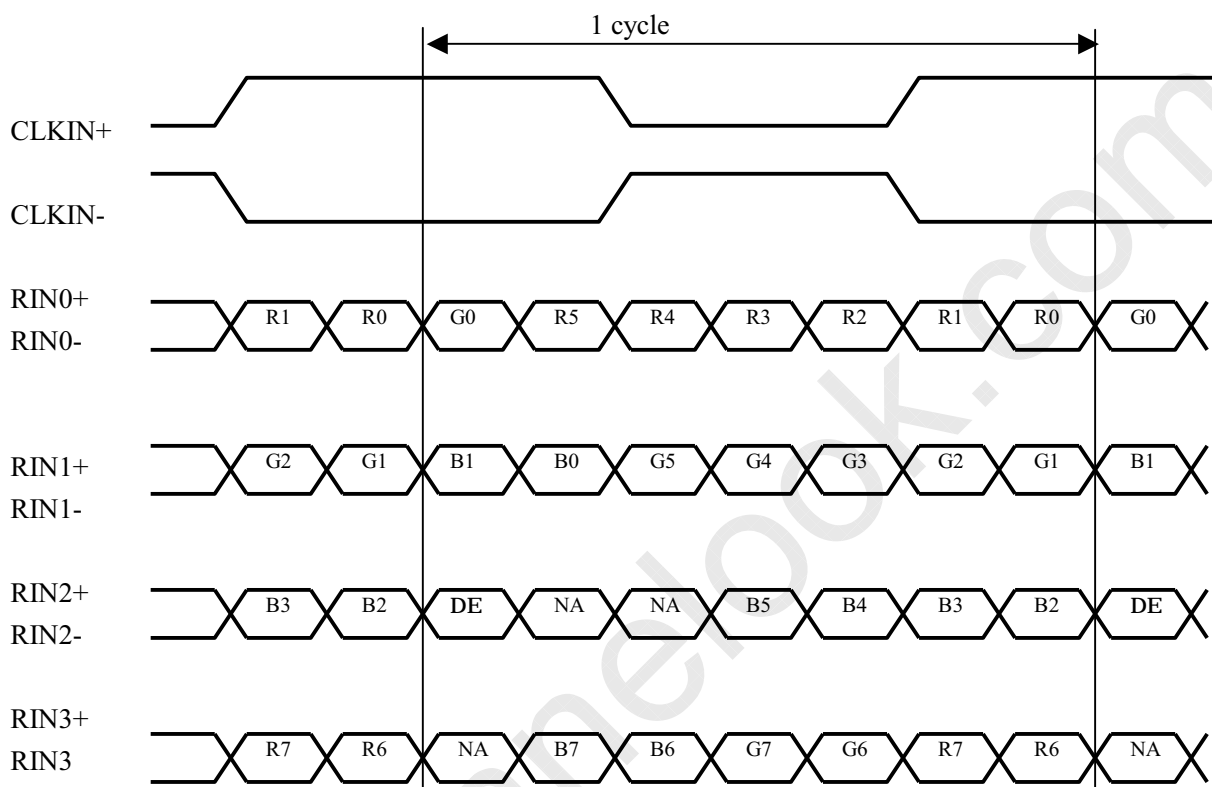 1 cycle
CLKIN+
CLKIN-
RIN0+
R1 R0 G0 R5 R4 R3 R2 R1 R0 G0
RIN0-
RIN1+
G2 G1 B1 B0 G5 G4 G3 G2 G1 B1
RIN1-
RIN2+
B3 B2 DE NA NA B5 B4 B3 B2 DE
RIN2-
RIN3+
R7 R6 NA B7 B6 G7 G6 R7 R6 NA
RIN3
nelook.com